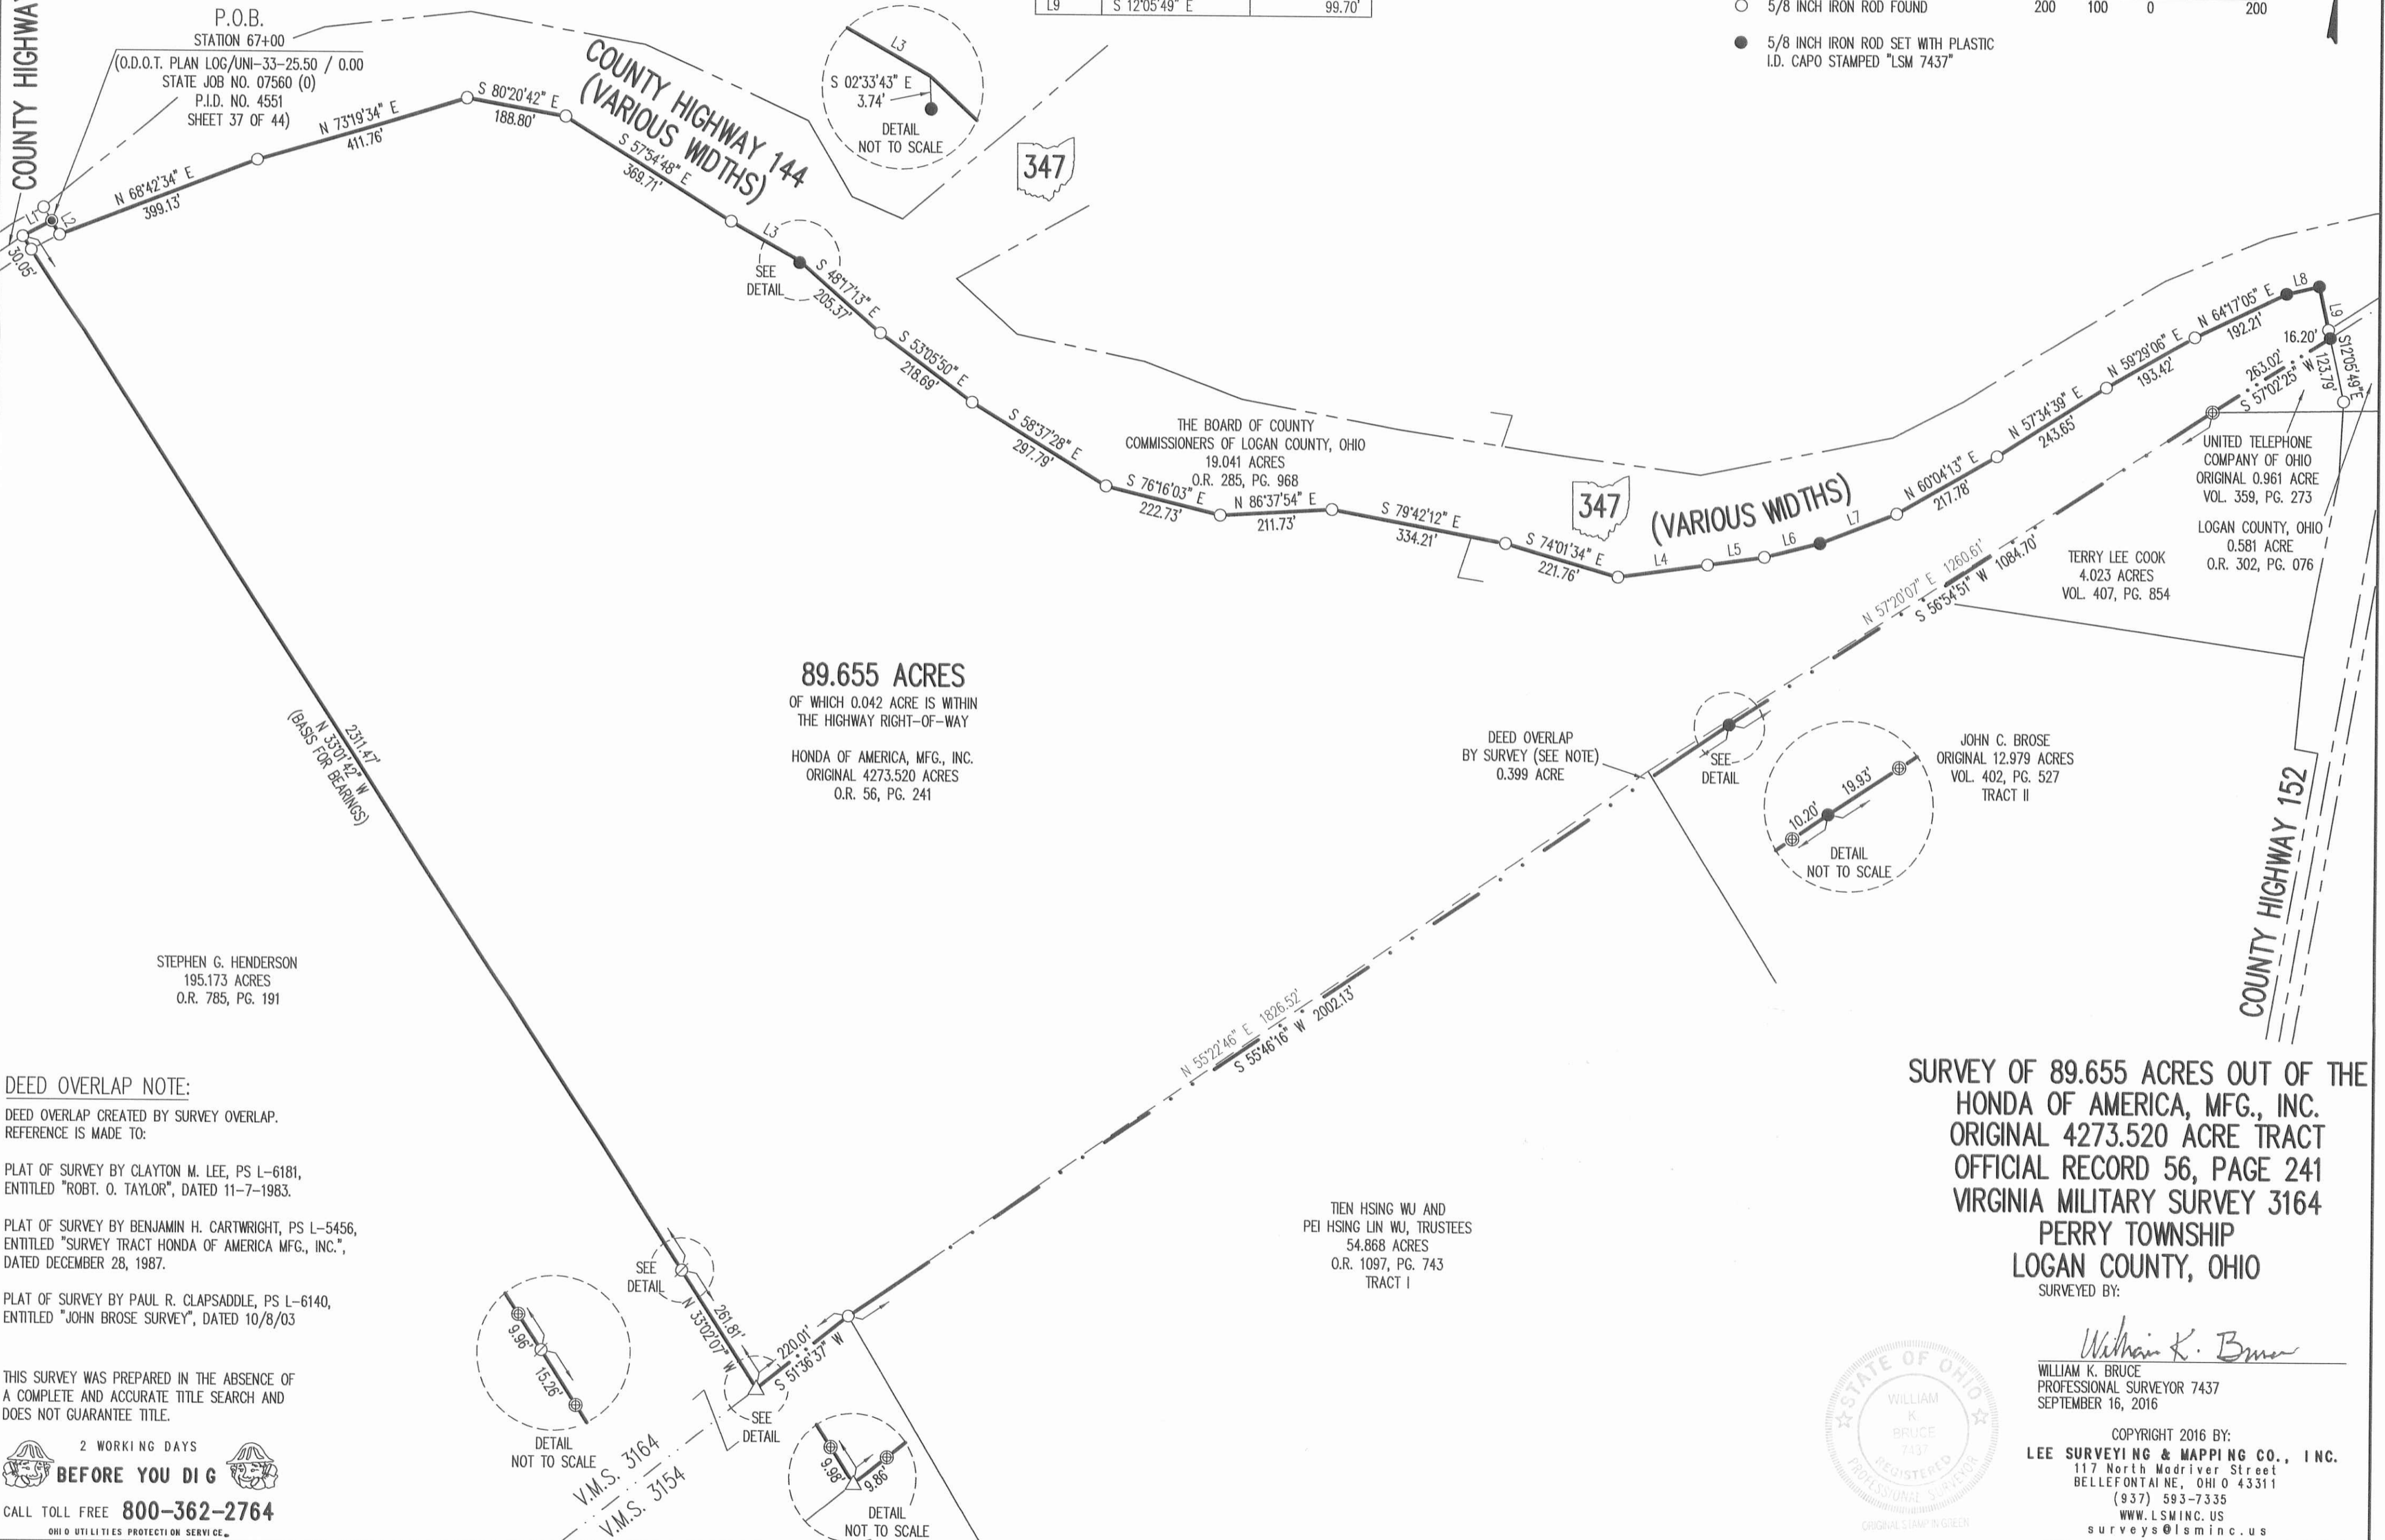 COUNTY HIGHWA
P.O.B.
STATION 67+00
(O.D.O.T. PLAN LOG/UNI-33-25.50 / 0.00
STATE JOB NO. 07560 (0)
P.I.D. NO. 4551
SHEET 37 OF 44)
L9 S 12°05'49" E 99.70'
5/8 INCH IRON ROD FOUND
5/8 INCH IRON ROD SET WITH PLASTIC
I.D. CAPO STAMPED "LSM 7437"
200 100 0 200
L1
L2
30.05'
N 68°42'34" E
399.13'
N 73°19'34" E
411.76'
S 80°20'42" E
188.80'
COUNTY HIGHWAY 144
(VARIOUS WIDTHS)
S 57°54'48" E
369.71'
L3
SEE
DETAIL
L3
S 02°33'43" E
3.74'
DETAIL
NOT TO SCALE
347
S 48°17'13" E
205.37'
S 53°05'50" E
218.69'
S 58°37'28" E
297.79'
S 76°16'03" E
222.73'
N 86°37'54" E
211.73'
S 79°42'12" E
334.21'
S 74°01'34" E
221.76'
THE BOARD OF COUNTY
COMMISSIONERS OF LOGAN COUNTY, OHIO
19.041 ACRES
O.R. 285, PG. 968
347
(VARIOUS WIDTHS)
L4
L5
L6
L7
N 60°04'13" E
217.78'
N 57°34'39" E
243.65'
N 59°29'06" E
193.42'
N 64°17'05" E
192.21'
L8
L9
16.20'
S12°05'49"E
123.79'
263.02'
S 57°02'25" W
UNITED TELEPHONE
COMPANY OF OHIO
ORIGINAL 0.961 ACRE
VOL. 359, PG. 273
LOGAN COUNTY, OHIO
0.581 ACRE
O.R. 302, PG. 076
TERRY LEE COOK
4.023 ACRES
VOL. 407, PG. 854
N 57°20'07" E 1260.61'
S 56°54'51" W 1084.70'
89.655 ACRES
OF WHICH 0.042 ACRE IS WITHIN
THE HIGHWAY RIGHT-OF-WAY
HONDA OF AMERICA, MFG., INC.
ORIGINAL 4273.520 ACRES
O.R. 56, PG. 241
2311.47'
N 33°01'42" W
(BASIS FOR BEARINGS)
DEED OVERLAP
BY SURVEY (SEE NOTE)
0.399 ACRE
SEE
DETAIL
10.20'
19.93'
DETAIL
NOT TO SCALE
JOHN C. BROSE
ORIGINAL 12.979 ACRES
VOL. 402, PG. 527
TRACT II
COUNTY HIGHWAY 152
STEPHEN G. HENDERSON
195.173 ACRES
O.R. 785, PG. 191
N 55°22'46" E 1826.52'
S 55°46'16" W 2002.13'
DEED OVERLAP NOTE:
DEED OVERLAP CREATED BY SURVEY OVERLAP.
REFERENCE IS MADE TO:
PLAT OF SURVEY BY CLAYTON M. LEE, PS L-6181,
ENTITLED "ROBT. O. TAYLOR", DATED 11-7-1983.
PLAT OF SURVEY BY BENJAMIN H. CARTWRIGHT, PS L-5456,
ENTITLED "SURVEY TRACT HONDA OF AMERICA MFG., INC.",
DATED DECEMBER 28, 1987.
PLAT OF SURVEY BY PAUL R. CLAPSADDLE, PS L-6140,
ENTITLED "JOHN BROSE SURVEY", DATED 10/8/03
THIS SURVEY WAS PREPARED IN THE ABSENCE OF
A COMPLETE AND ACCURATE TITLE SEARCH AND
DOES NOT GUARANTEE TITLE.
2 WORKING DAYS
BEFORE YOU DIG
CALL TOLL FREE 800-362-2764
OHIO UTILITIES PROTECTION SERVICE.
SEE
DETAIL
9.96'
15.26'
DETAIL
NOT TO SCALE
261.81'
N 33°02'07" W
220.01'
S 51°36'37" W
SEE
DETAIL
9.98'
9.86'
DETAIL
NOT TO SCALE
V.M.S. 3164
V.M.S. 3154
TIEN HSING WU AND
PEI HSING LIN WU, TRUSTEES
54.868 ACRES
O.R. 1097, PG. 743
TRACT I
SURVEY OF 89.655 ACRES OUT OF THE
HONDA OF AMERICA, MFG., INC.
ORIGINAL 4273.520 ACRE TRACT
OFFICIAL RECORD 56, PAGE 241
VIRGINIA MILITARY SURVEY 3164
PERRY TOWNSHIP
LOGAN COUNTY, OHIO
SURVEYED BY:
William K. Bruce
WILLIAM K. BRUCE
PROFESSIONAL SURVEYOR 7437
SEPTEMBER 16, 2016
STATE OF OHIO
WILLIAM
K
BRUCE
7437
REGISTERED
PROFESSIONAL SURVEYOR
ORIGINAL STAMP IN GREEN
COPYRIGHT 2016 BY:
LEE SURVEYING & MAPPING CO., INC.
117 North Madriver Street
BELLEFONTAINE, OHIO 43311
(937) 593-7335
WWW.LSMINC.US
surveys@lsminc.us